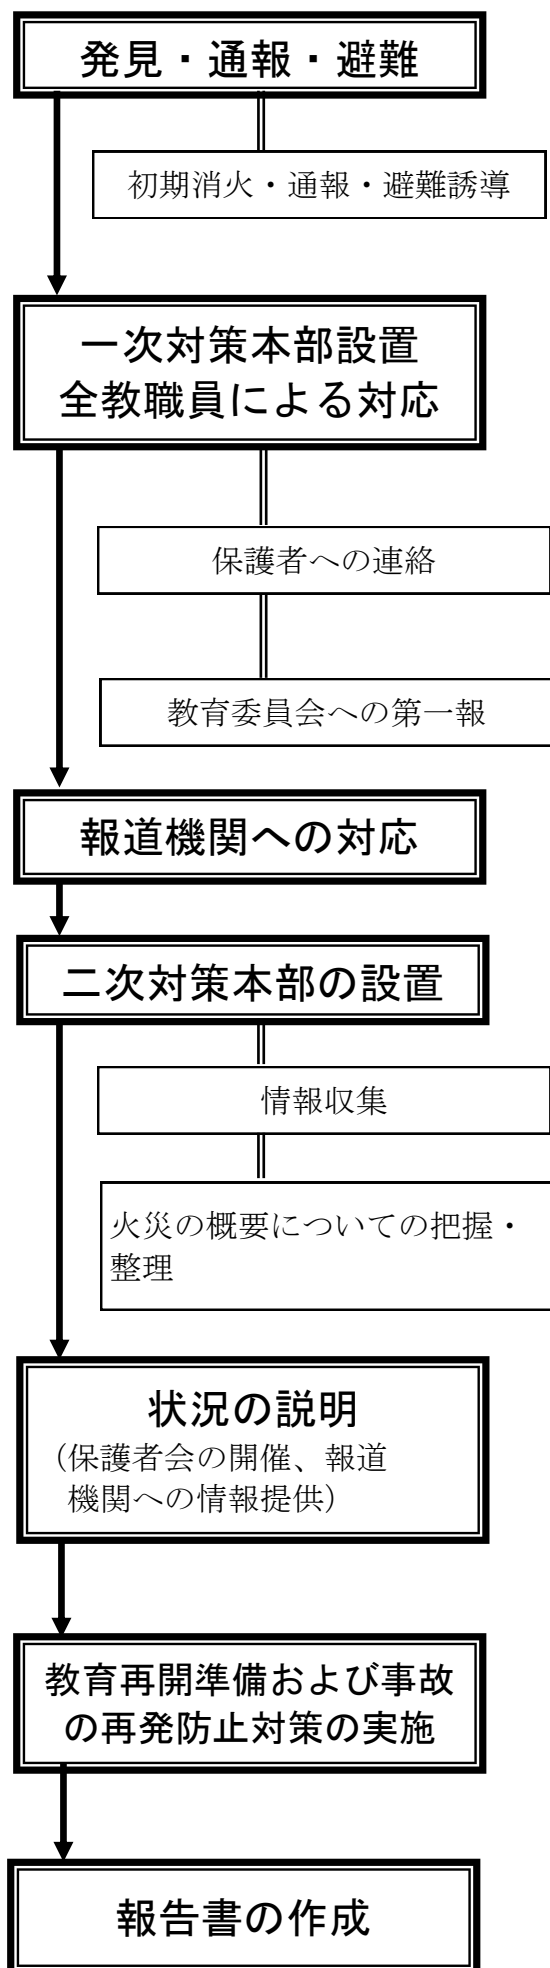 発見・通報・避難
初期消火・通報・避難誘導
一次対策本部設置
全教職員による対応
保護者への連絡
教育委員会への第一報
報道機関への対応
二次対策本部の設置
情報収集
火災の概要についての把握・
整理
状況の説明
（保護者会の開催、報道
機関への情報提供）
教育再開準備および事故
の再発防止対策の実施
報告書の作成